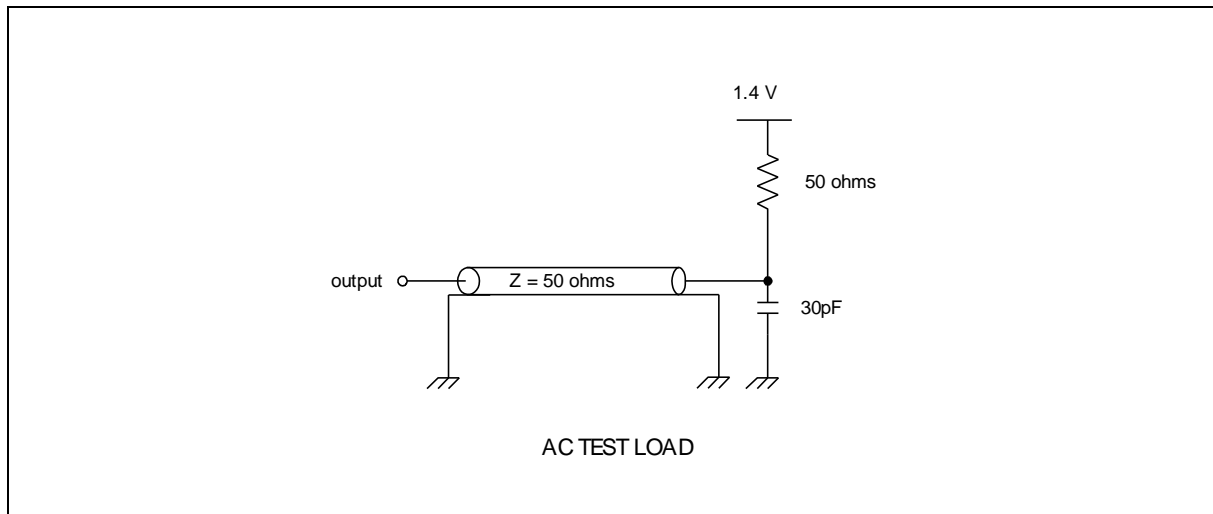 1.4 V
50 ohms
output
Z = 50 ohms
30pF
AC TEST LOAD